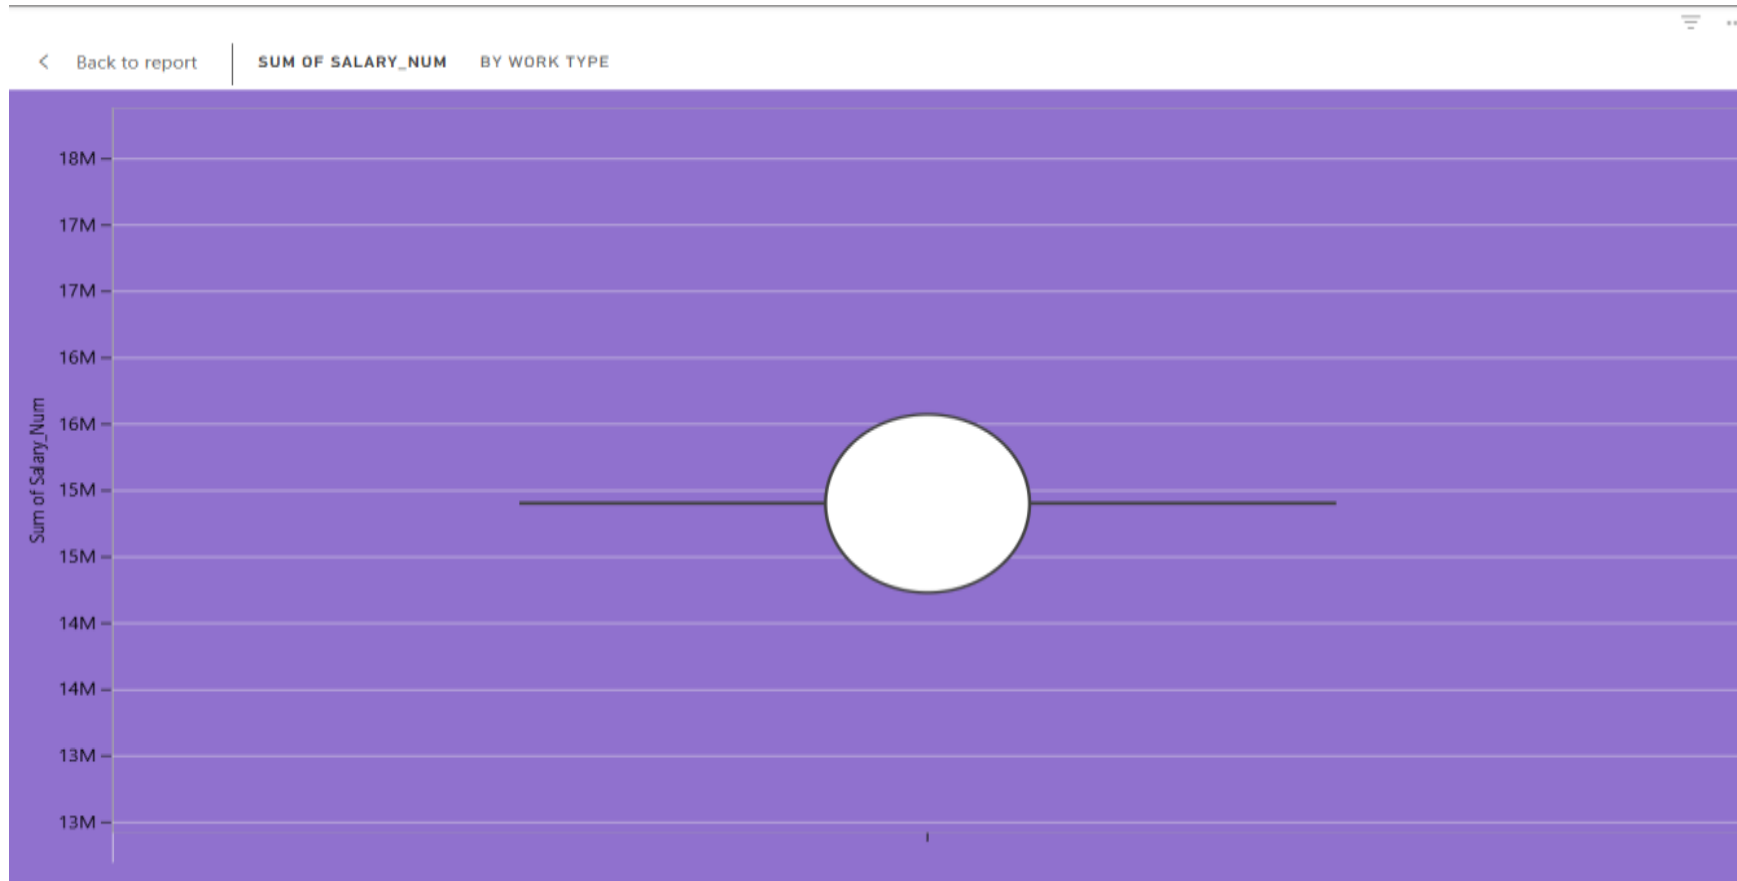 Back to report
SUM OF SALARY_NUM
BY WORK TYPE
18M
17M
17M
16M
16M
15M
15M
14M
14M
13M
13M
Sum of Salary_Num